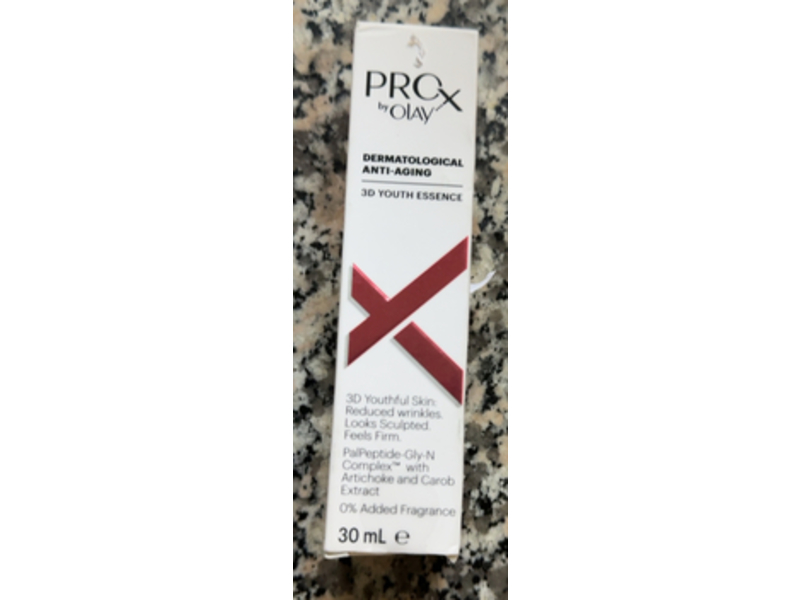 PROX
by OLAY
DERMATOLOGICAL
ANTI-AGING
3D YOUTH ESSENCE
3D Youthful Skin:
Reduced wrinkles.
Looks Sculpted.
Feels Firm.
PalPeptide-Gly-N
Complex™ with
Artichoke and Carob
Extract
0% Added Fragrance
30 mL ℮